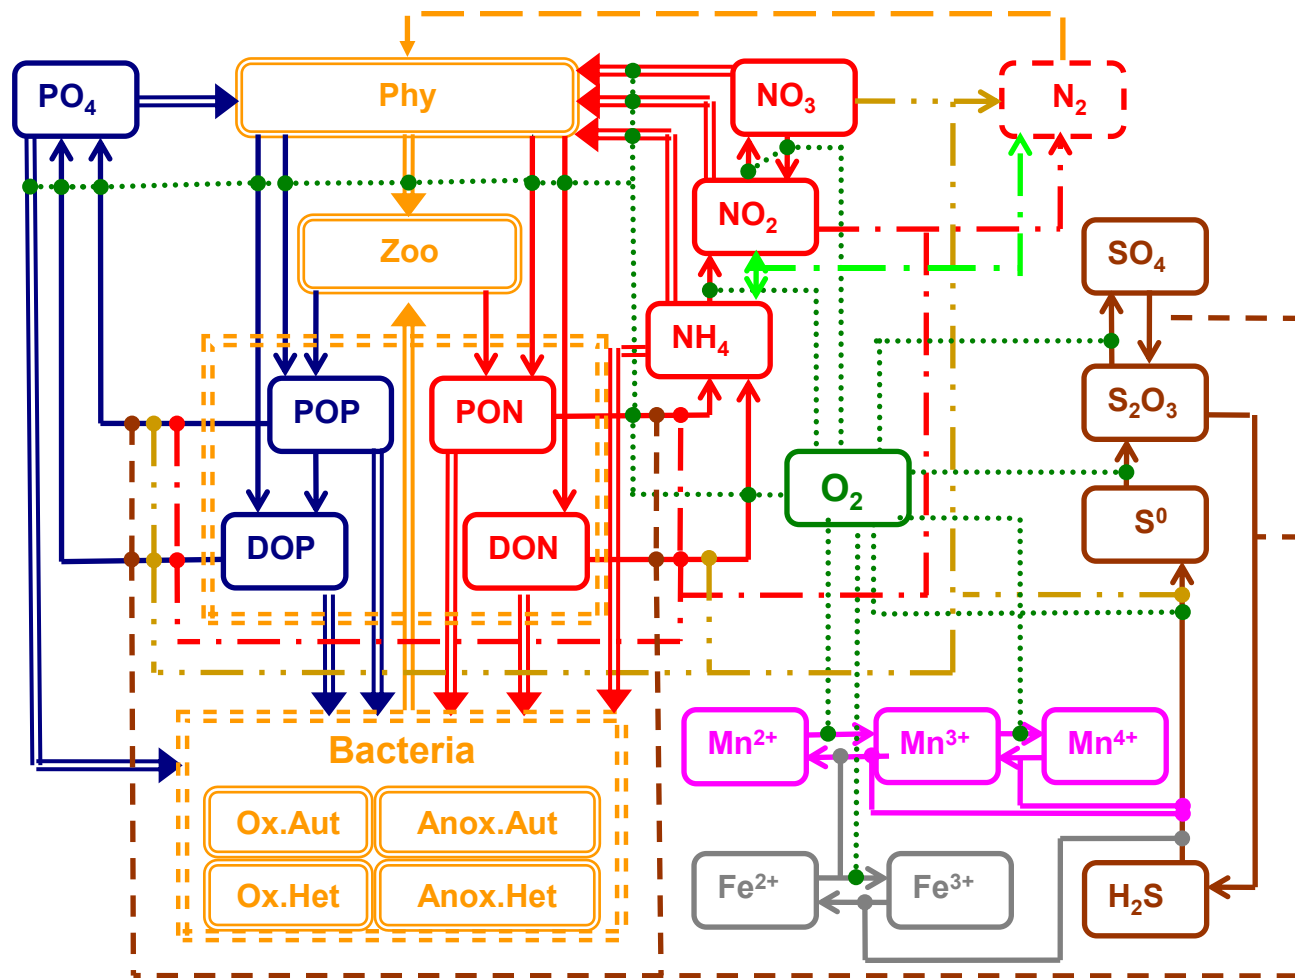 PO₄
Phy
NO₃
N₂
NO₂
Zoo
SO₄
NH₄
POP
PON
S₂O₃
O₂
S⁰
DOP
DON
Mn²⁺
Mn³⁺
Mn⁴⁺
Bacteria
Ox.Aut
Anox.Aut
Ox.Het
Anox.Het
Fe²⁺
Fe³⁺
H₂S